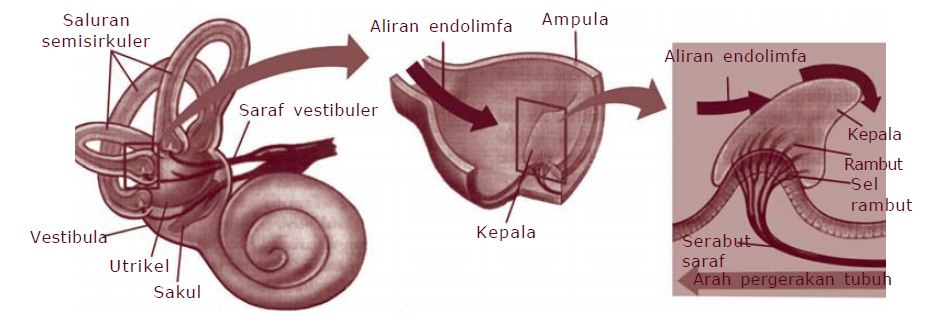 Saluran
semisirkuler
Saraf vestibuler
Vestibula
Utrikel
Sakul
Aliran endolimfa
Ampula
Kepala
Aliran endolimfa
Kepala
Rambut
Sel
rambut
Serabut
saraf
Arah pergerakan tubuh